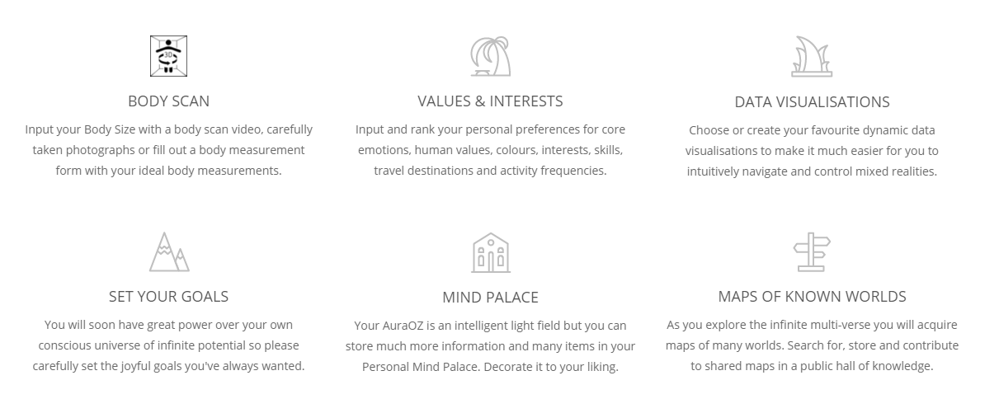 3D
BODY SCAN
Input your Body Size with a body scan video, carefully
taken photographs or fill out a body measurement
form with your ideal body measurements.
VALUES & INTERESTS
Input and rank your personal preferences for core
emotions, human values, colours, interests, skills,
travel destinations and activity frequencies.
DATA VISUALISATIONS
Choose or create your favourite dynamic data
visualisations to make it much easier for you to
intuitively navigate and control mixed realities.
SET YOUR GOALS
You will soon have great power over your own
conscious universe of infinite potential so please
carefully set the joyful goals you've always wanted.
MIND PALACE
Your AuraOZ is an intelligent light field but you can
store much more information and many items in your
Personal Mind Palace. Decorate it to your liking.
MAPS OF KNOWN WORLDS
As you explore the infinite multi-verse you will acquire
maps of many worlds. Search for, store and contribute
to shared maps in a public hall of knowledge.